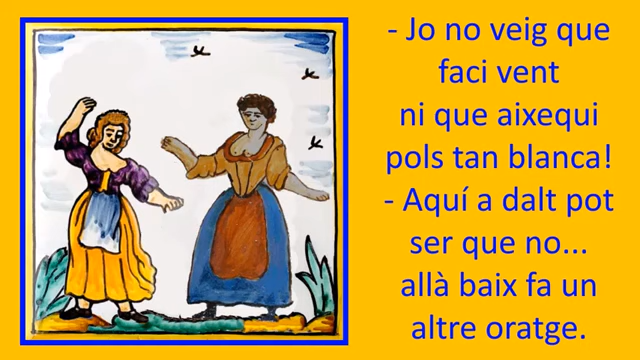 - Jo no veig que
faci vent
ni que aixequi
pols tan blanca!
- Aquí a dalt pot
ser que no...
allà baix fa un
altre oratge.